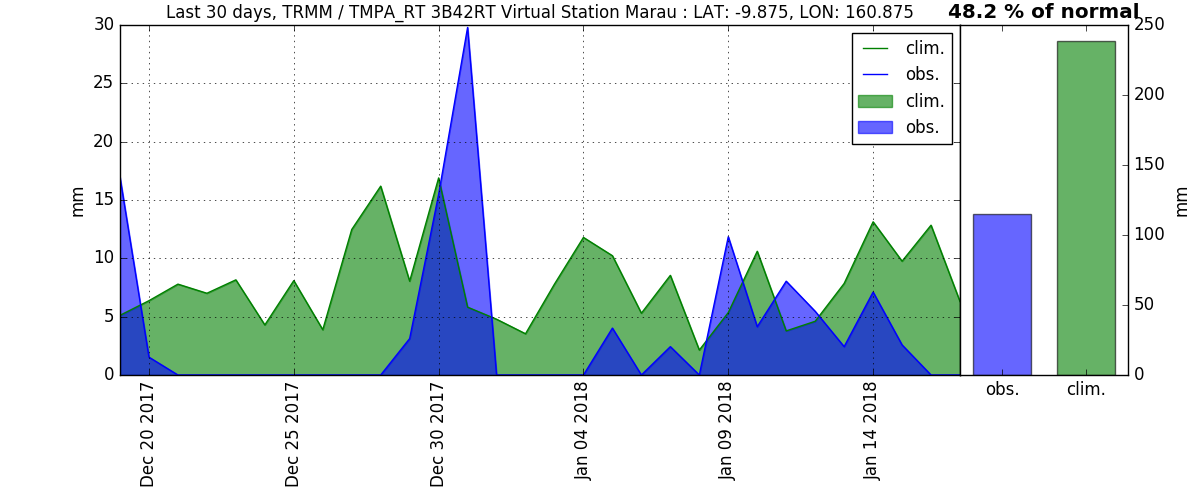 Last 30 days, TRMM / TMPA_RT 3B42RT Virtual Station Marau : LAT: -9.875, LON: 160.875
48.2 % of normal
30
25
20
15
10
5
0
mm
clim.
obs.
clim.
obs.
250
200
150
100
50
0
mm
obs.
clim.
Dec 20 2017
Dec 25 2017
Dec 30 2017
Jan 04 2018
Jan 09 2018
Jan 14 2018